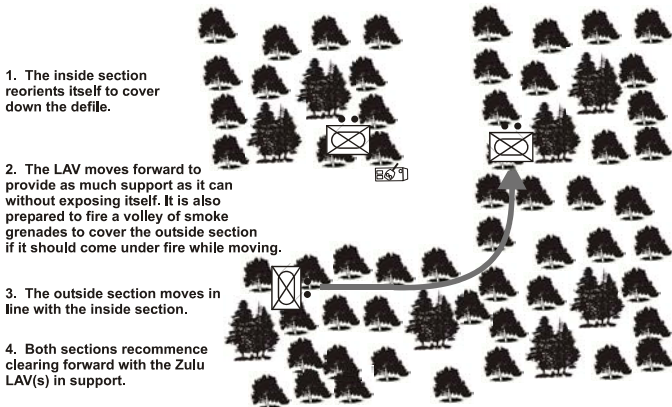 1. The inside section
reorients itself to cover
down the defile.
2. The LAV moves forward to
provide as much support as it can
without exposing itself. It is also
prepared to fire a volley of smoke
grenades to cover the outside section
if it should come under fire while moving.
3. The outside section moves in
line with the inside section.
4. Both sections recommence
clearing forward with the Zulu
LAV(s) in support.